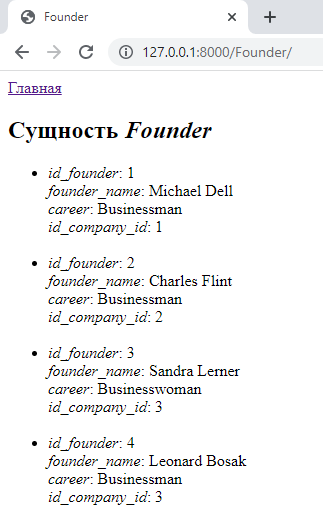 Founder
127.0.0.1:8000/Founder/
Главная
Сущность Founder
id_founder: 1
founder_name: Michael Dell
career: Businessman
id_company_id: 1
id_founder: 2
founder_name: Charles Flint
career: Businessman
id_company_id: 2
id_founder: 3
founder_name: Sandra Lerner
career: Businesswoman
id_company_id: 3
id_founder: 4
founder_name: Leonard Bosak
career: Businessman
id_company_id: 3